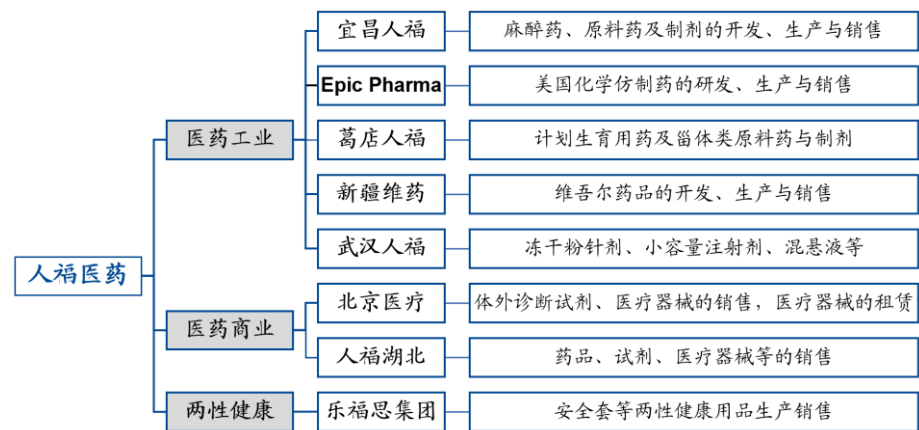 宜昌人福
麻醉药、原料药及制剂的开发、生产与销售
Epic Pharma
美国化学仿制药的研发、生产与销售
医药工业
葛店人福
计划生育用药及甾体类原料药与制剂
新疆维药
维吾尔药品的开发、生产与销售
武汉人福
冻干粉针剂、小容量注射剂、混悬液等
人福医药
北京医疗
体外诊断试剂、医疗器械的销售，医疗器械的租赁
医药商业
人福湖北
药品、试剂、医疗器械等的销售
两性健康
乐福思集团
安全套等两性健康用品生产销售